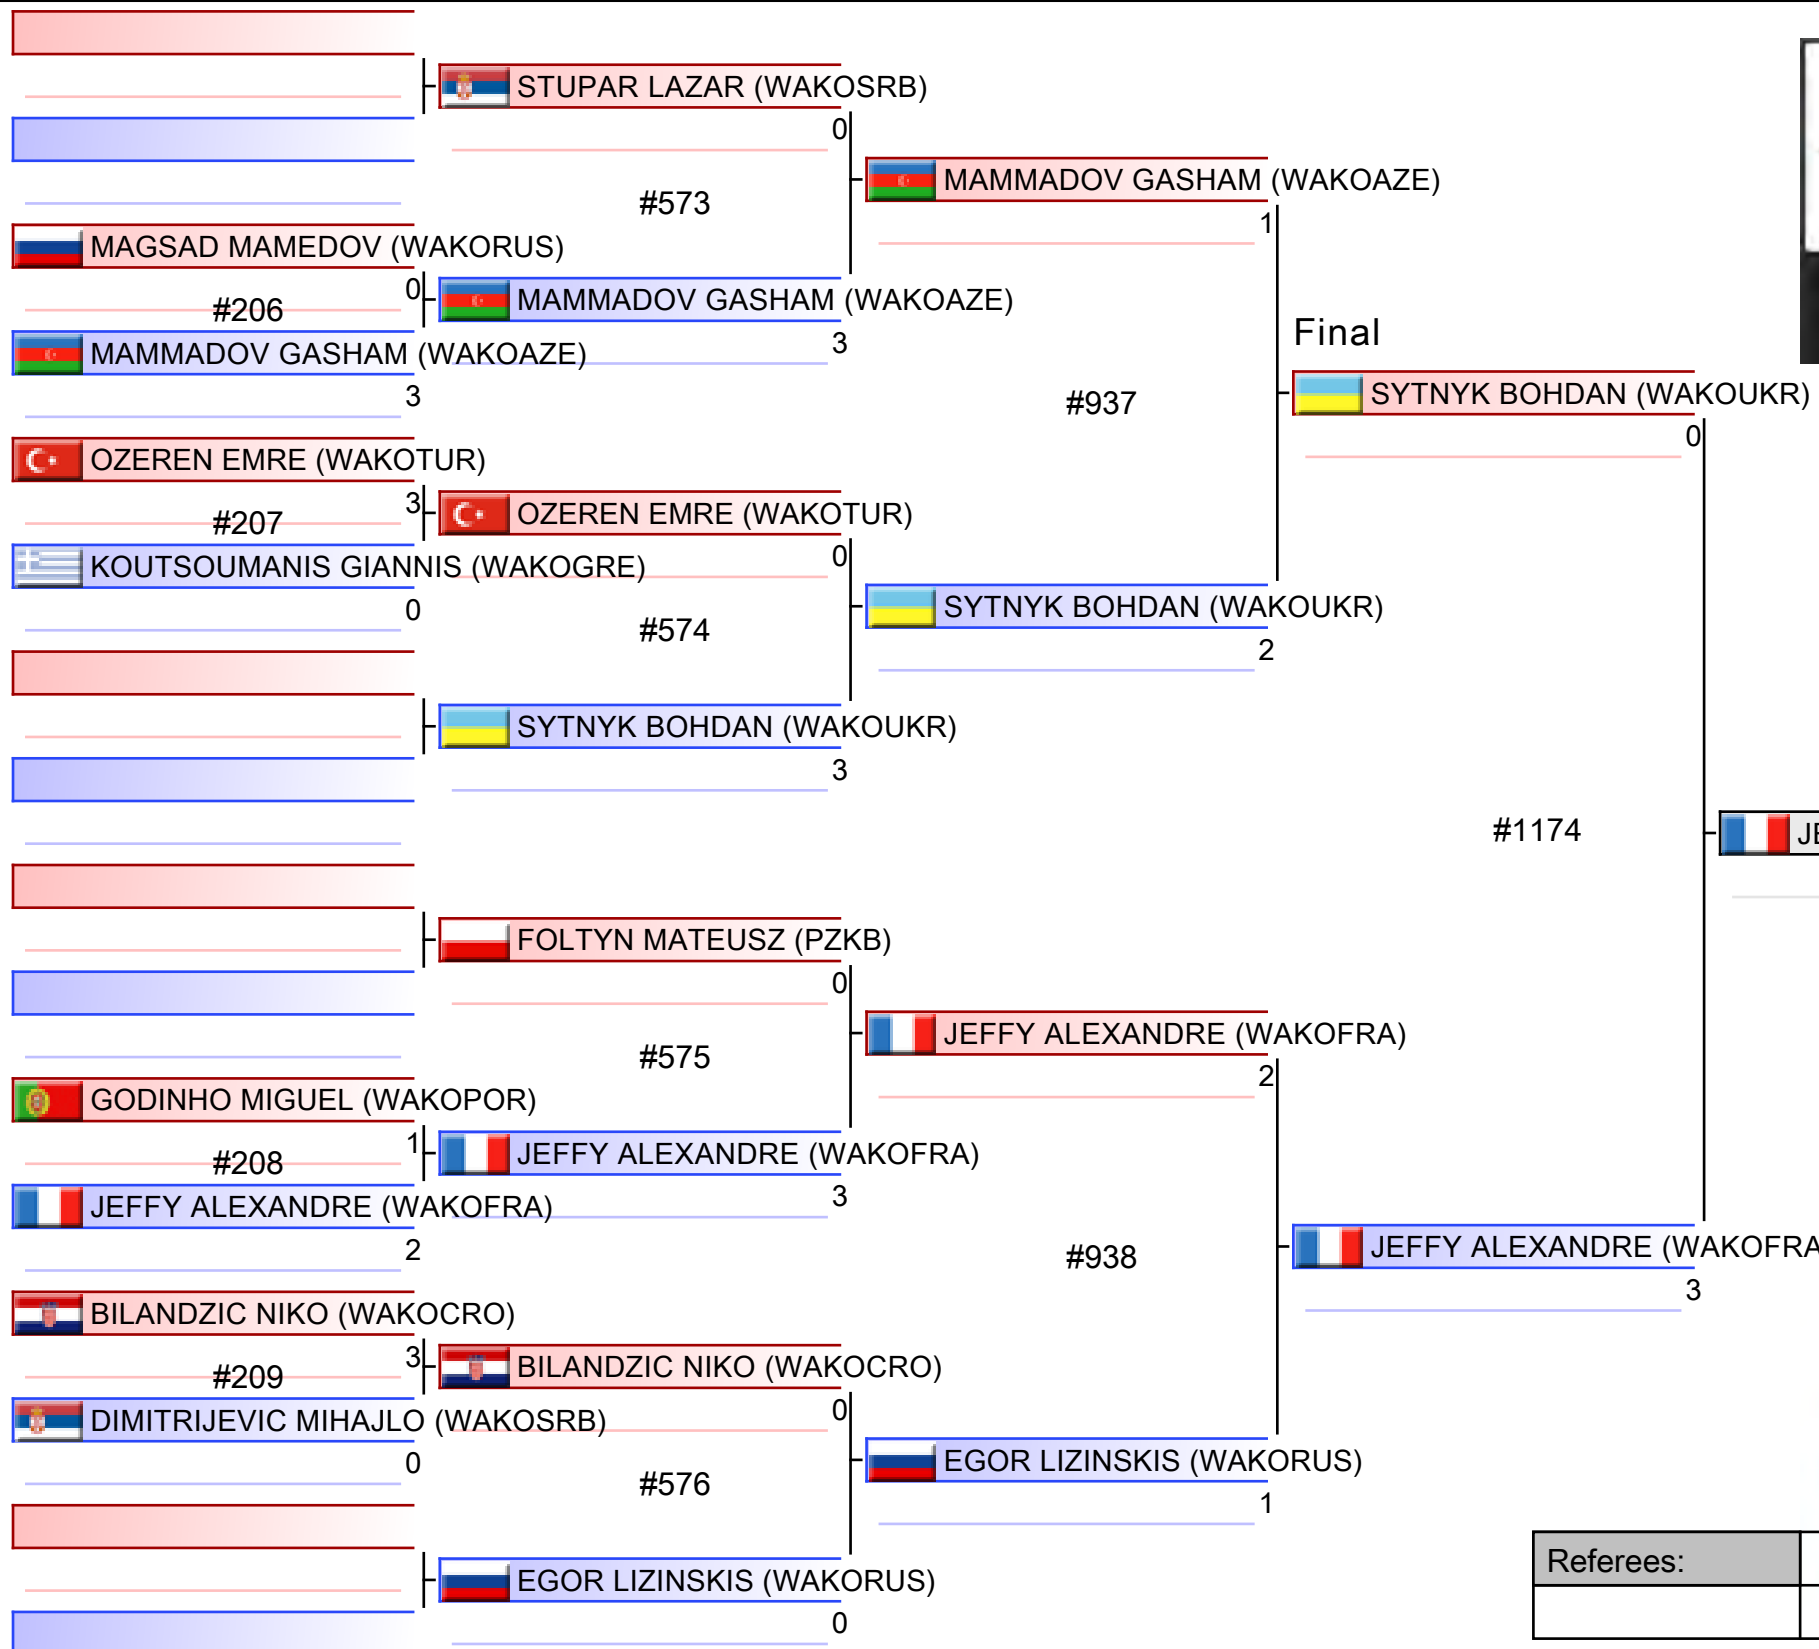 STUPAR LAZAR (WAKOSRB)
0
#573
MAMMADOV GASHAM (WAKOAZE)
1
MAGSAD MAMEDOV (WAKORUS)
0
#206
MAMMADOV GASHAM (WAKOAZE)
3
MAMMADOV GASHAM (WAKOAZE)
3
Final
#937
SYTNYK BOHDAN (WAKOUKR)
0
OZEREN EMRE (WAKOTUR)
3
#207
OZEREN EMRE (WAKOTUR)
0
KOUTSOUMANIS GIANNIS (WAKOGRE)
0
#574
SYTNYK BOHDAN (WAKOUKR)
2
SYTNYK BOHDAN (WAKOUKR)
3
#1174
JE
FOLTYN MATEUSZ (PZKB)
0
#575
JEFFY ALEXANDRE (WAKOFRA)
2
GODINHO MIGUEL (WAKOPOR)
1
#208
JEFFY ALEXANDRE (WAKOFRA)
3
JEFFY ALEXANDRE (WAKOFRA)
2
#938
JEFFY ALEXANDRE (WAKOFRA
3
BILANDZIC NIKO (WAKOCRO)
3
#209
BILANDZIC NIKO (WAKOCRO)
0
DIMITRIJEVIC MIHAJLO (WAKOSRB)
0
#576
EGOR LIZINSKIS (WAKORUS)
1
EGOR LIZINSKIS (WAKORUS)
0
Referees: